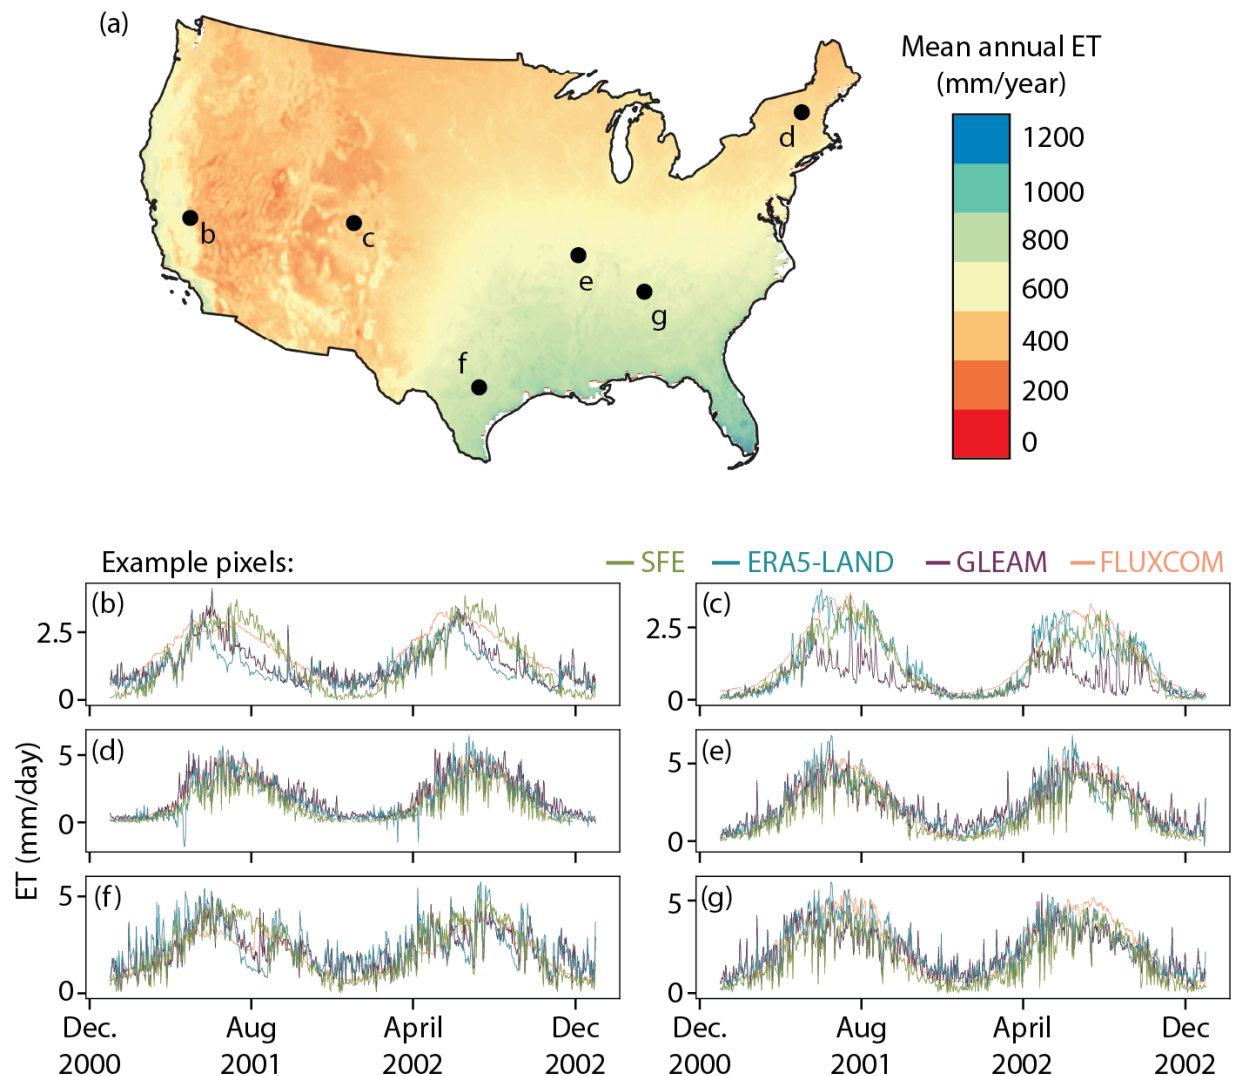 (a)
Mean annual ET
(mm/year)
1200
1000
800
600
400
200
0
b
c
d
e
f
g
Example pixels:
SFE
ERA5-LAND
GLEAM
FLUXCOM
ET (mm/day)
(b)
2.5
0
(c)
2.5
0
(d)
5
0
(e)
5
0
(f)
5
0
(g)
5
0
Dec.
2000
Aug
2001
April
2002
Dec
2002
Dec.
2000
Aug
2001
April
2002
Dec
2002